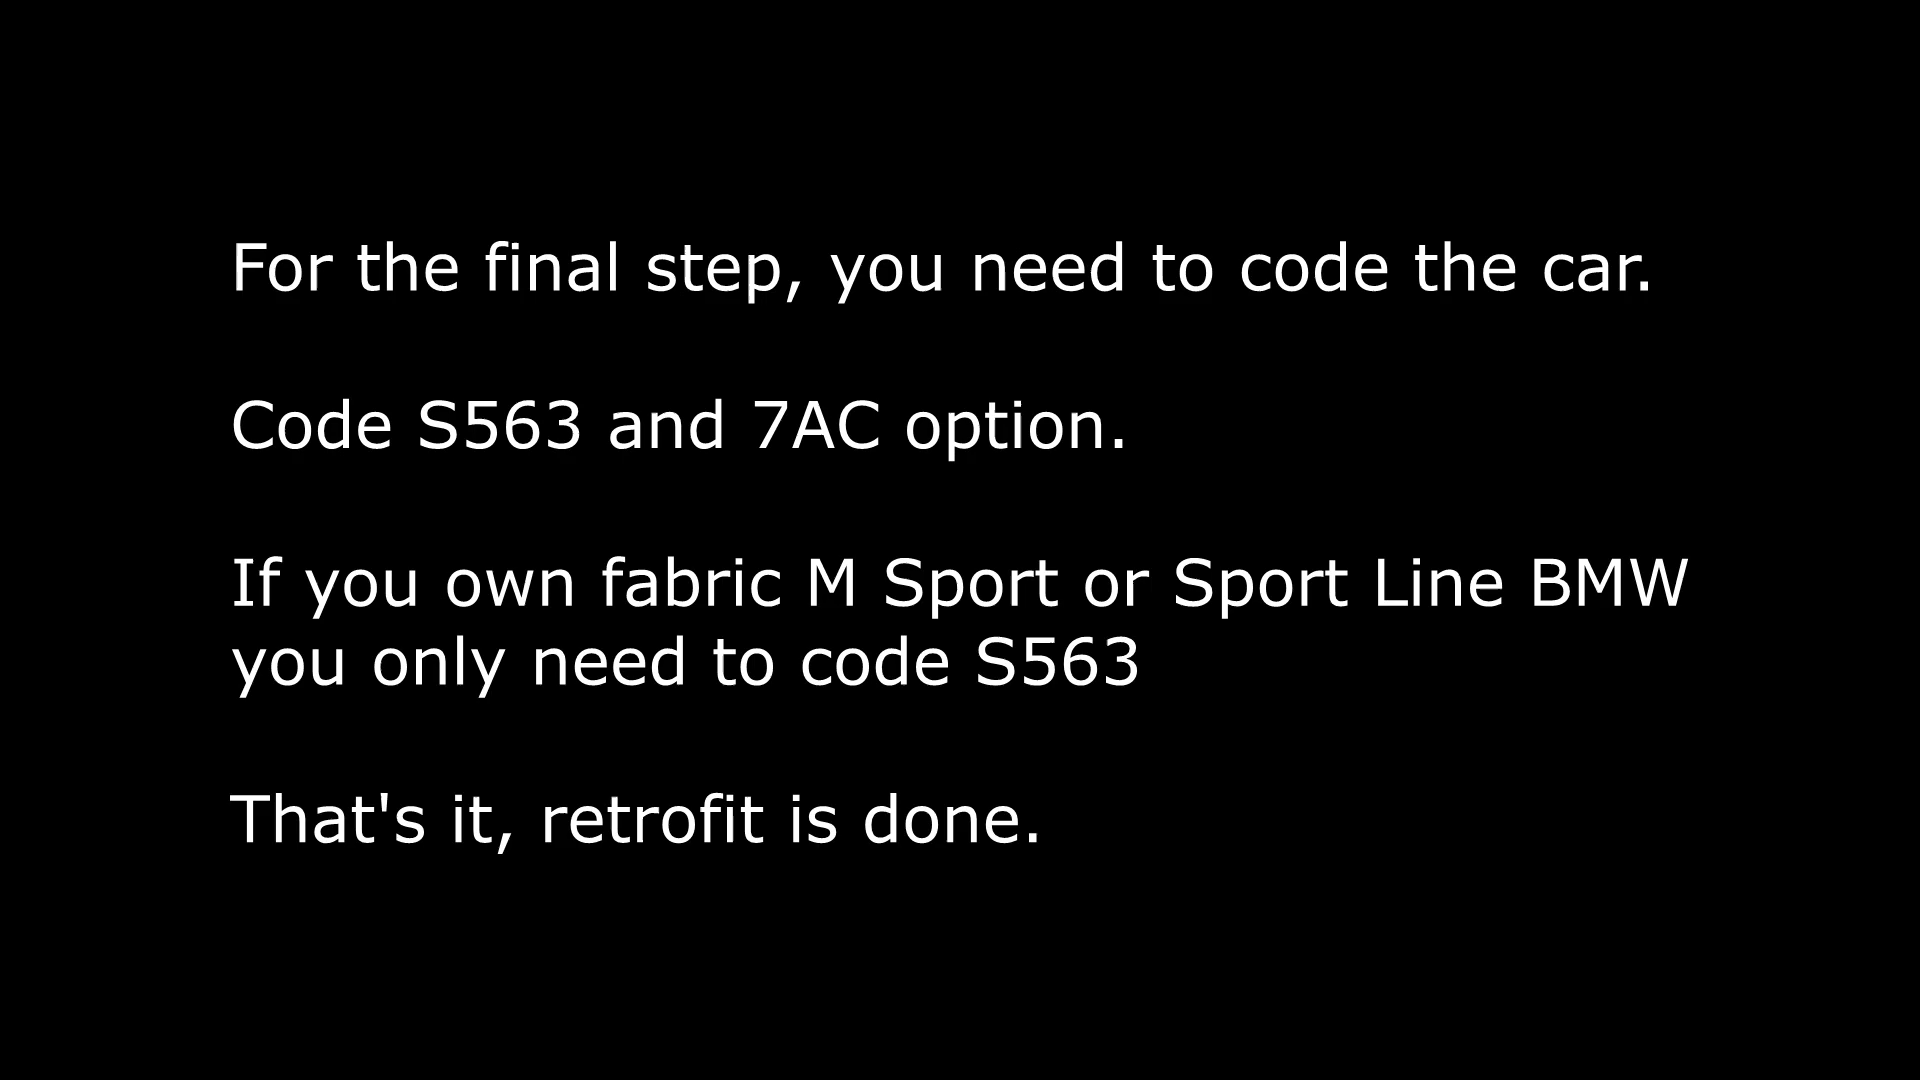 For the final step, you need to code the car.
Code S563 and 7AC option.
If you own fabric M Sport or Sport Line BMW
you only need to code S563
That's it, retrofit is done.